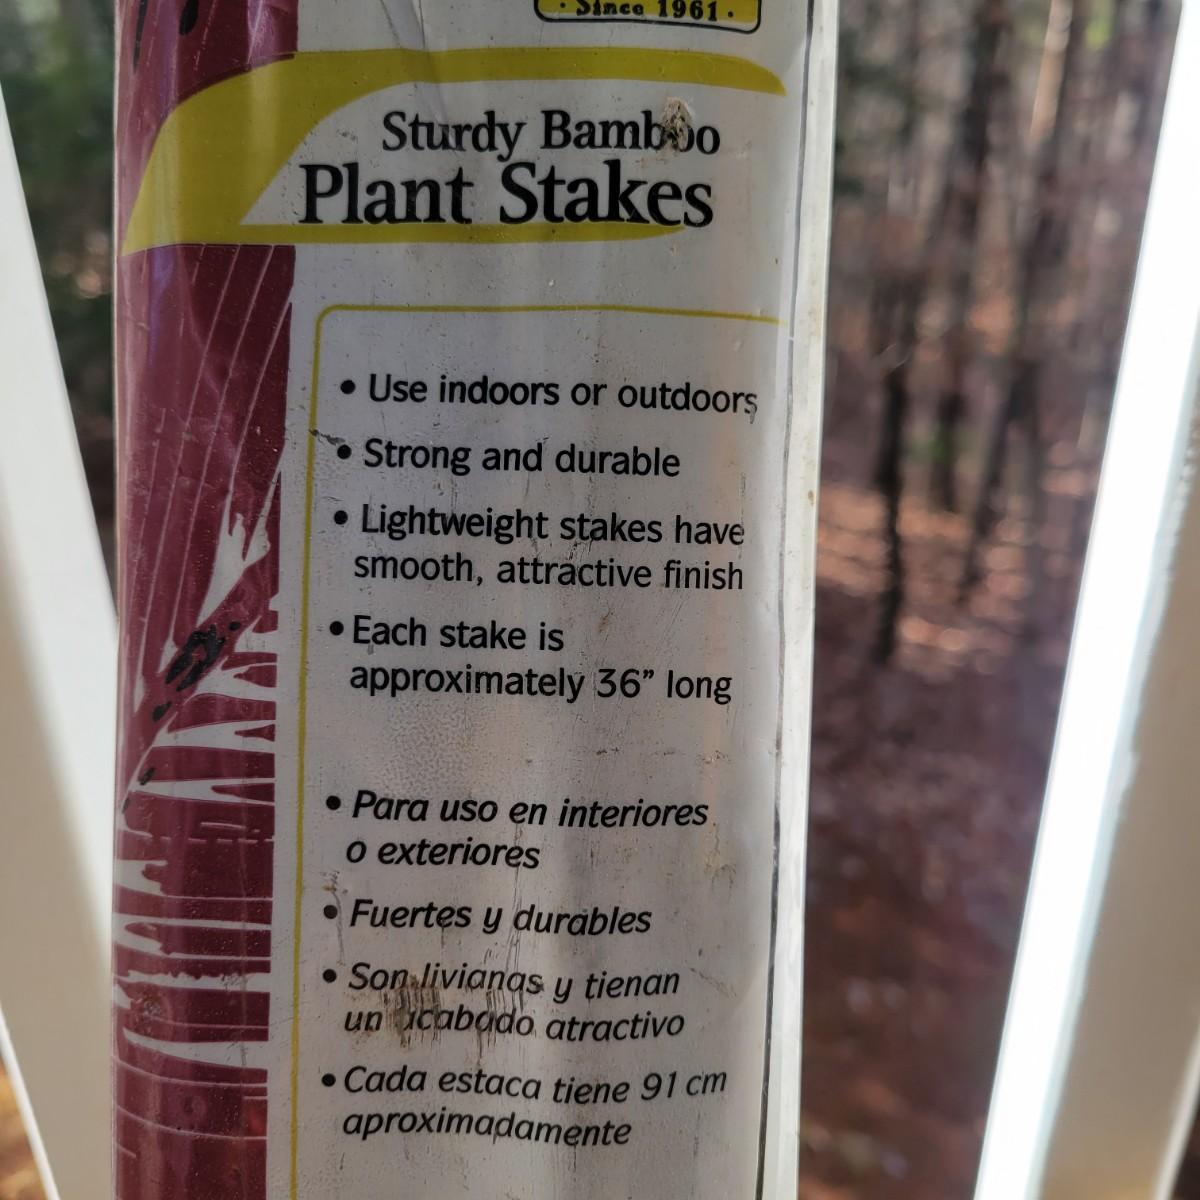 · Since 1961 ·
Sturdy Bamboo
Plant Stakes
• Use indoors or outdoors
• Strong and durable
• Lightweight stakes have
smooth, attractive finish
• Each stake is
approximately 36” long
• Para uso en interiores
o exteriores
• Fuertes y durables
• Son livianas y tienan
un acabado atractivo
• Cada estaca tiene 91 cm
aproximadamente